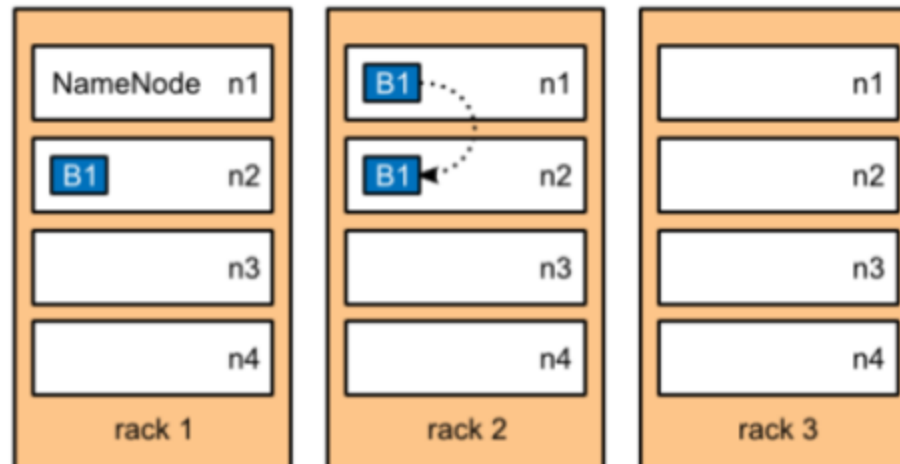 NameNode n1
B1 n2
n3
n4
rack 1
B1 n1
B1 n2
n3
n4
rack 2
n1
n2
n3
n4
rack 3